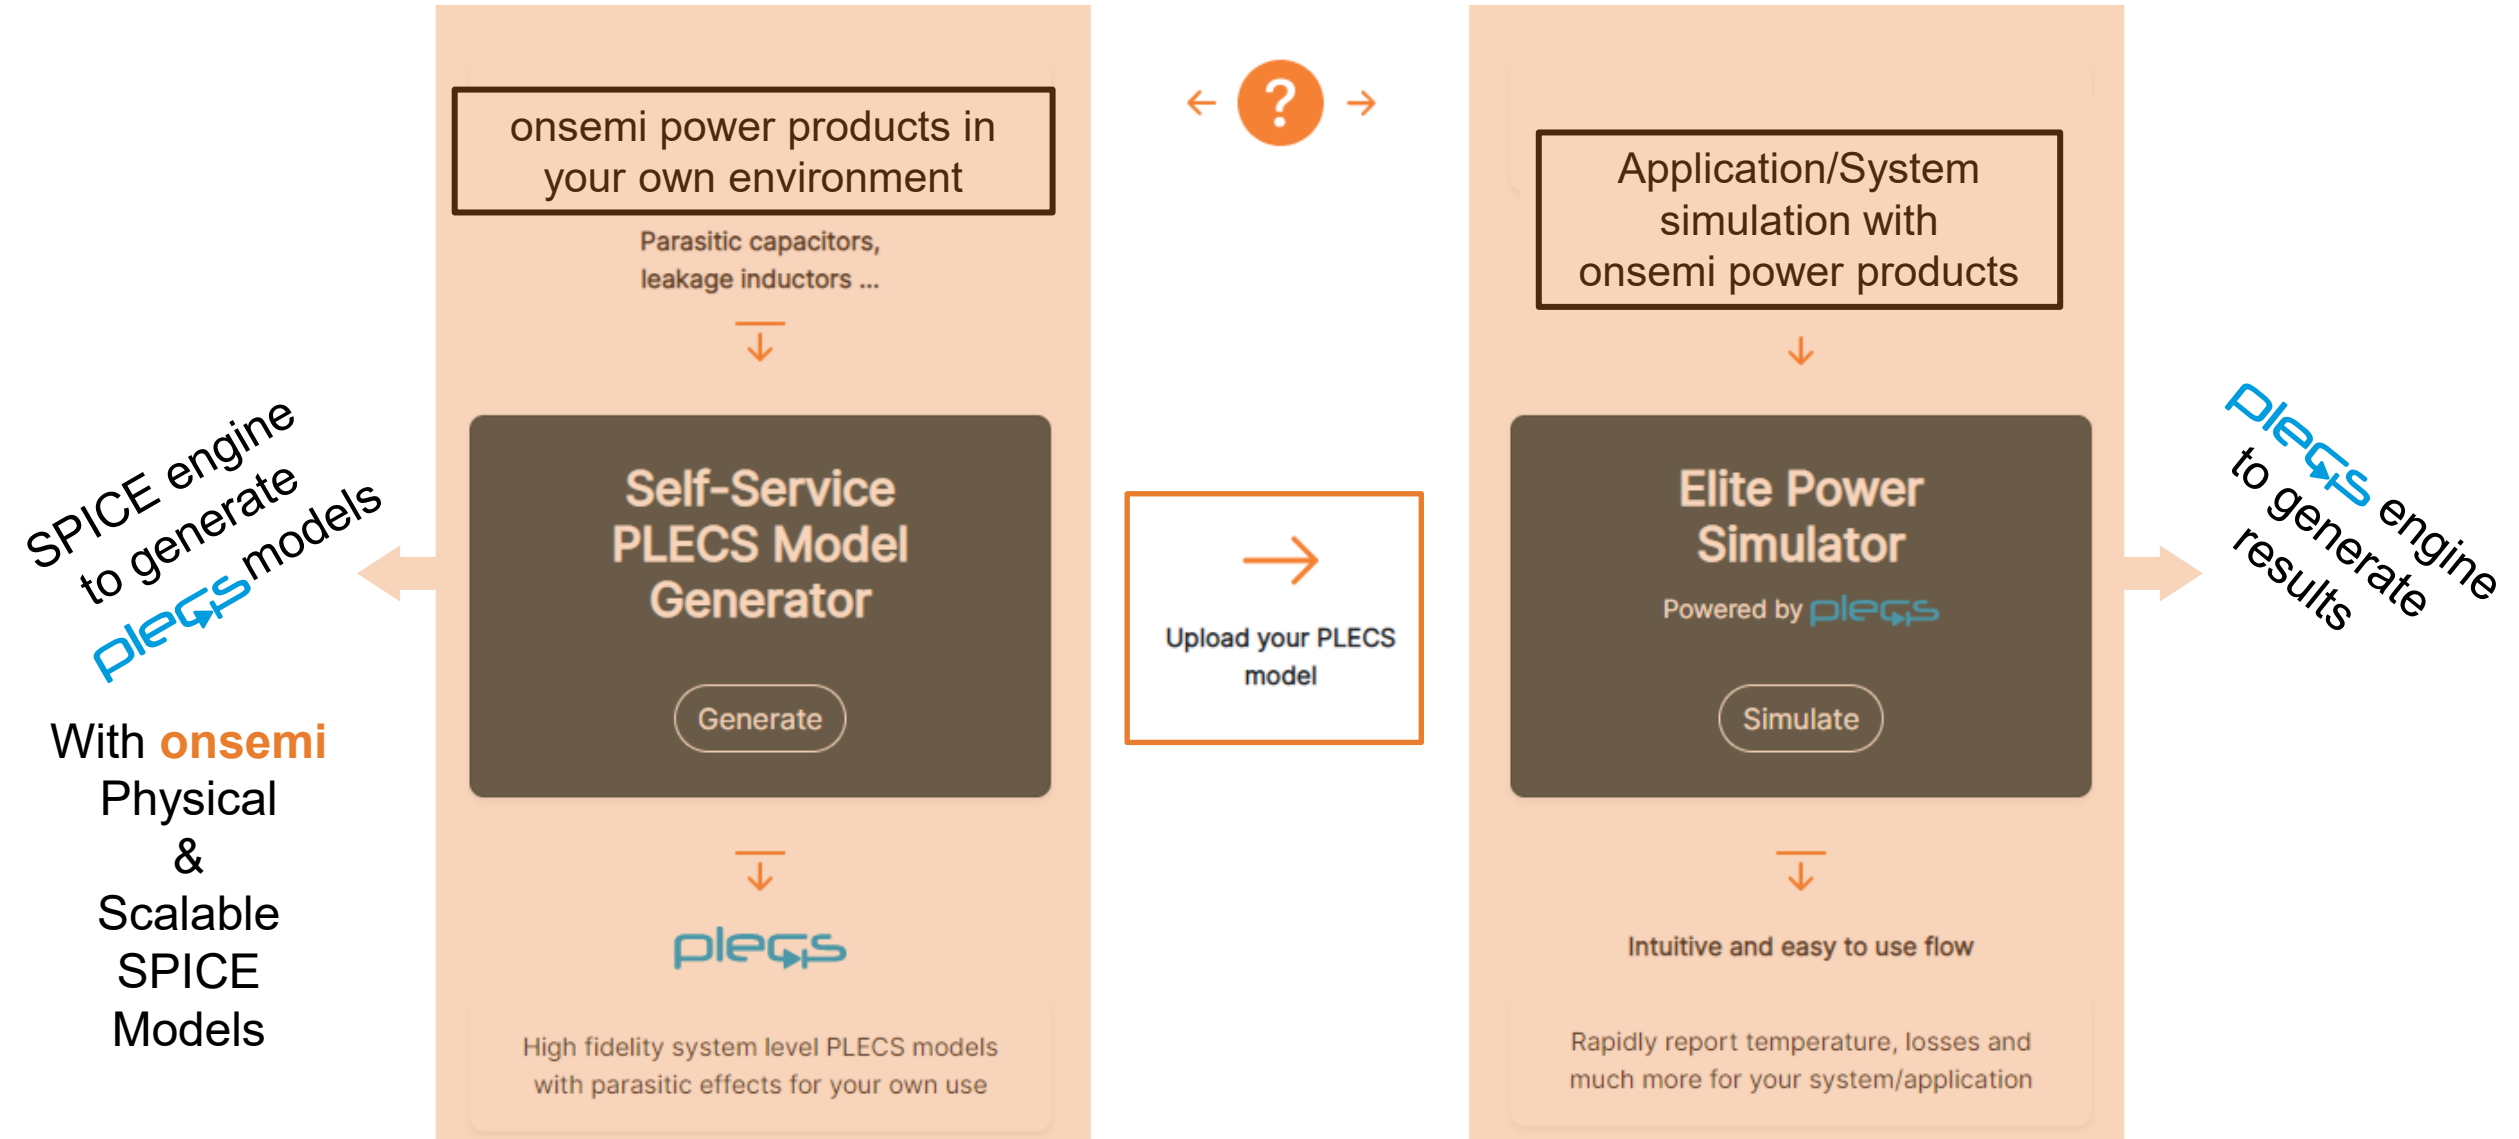 SPICE engine
to generate
plecs models
With onsemi
Physical
&
Scalable
SPICE
Models
onsemi power products in
your own environment
Parasitic capacitors,
leakage inductors ...
Self-Service
PLECS Model
Generator
Generate
plecs
High fidelity system level PLECS models
with parasitic effects for your own use
?
Upload your PLECS
model
Application/System
simulation with
onsemi power products
Elite Power
Simulator
Powered by plecs
Simulate
Intuitive and easy to use flow
Rapidly report temperature, losses and
much more for your system/application
plecs engine
to generate
results